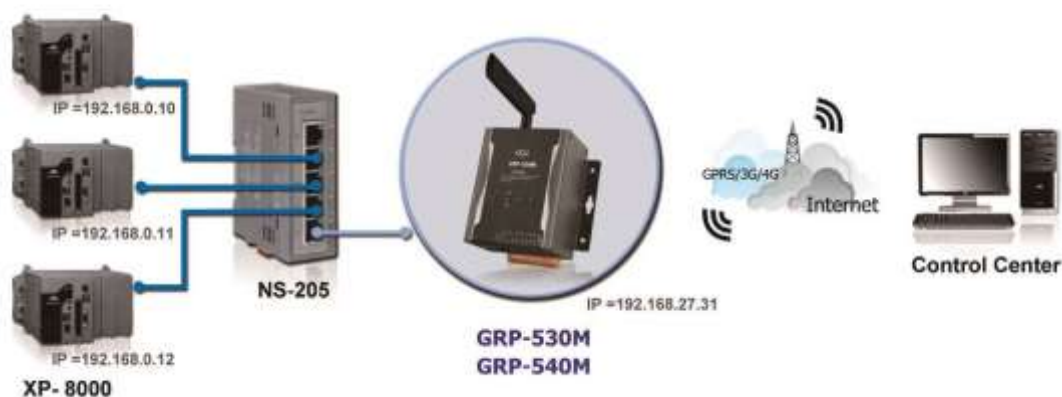 IP =192.168.0.10
IP =192.168.0.11
IP =192.168.0.12
XP- 8000
NS-205
IP =192.168.27.31
GRP-530M
GRP-540M
GPRS/3G/4G
Internet
Control Center